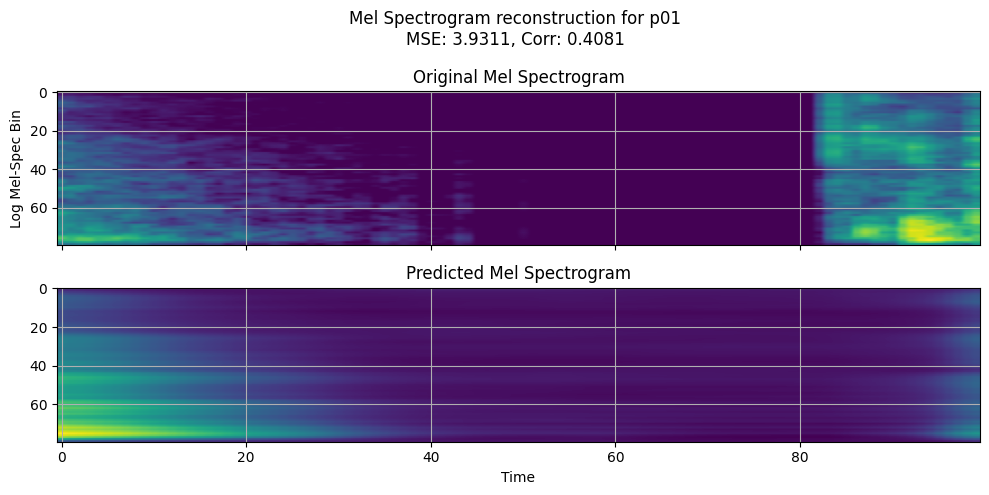 Mel Spectrogram reconstruction for p01
MSE: 3.9311, Corr: 0.4081
Original Mel Spectrogram
0
20
40
60
Log Mel-Spec Bin
Predicted Mel Spectrogram
0
20
40
60
0 20 40 60 80
Time